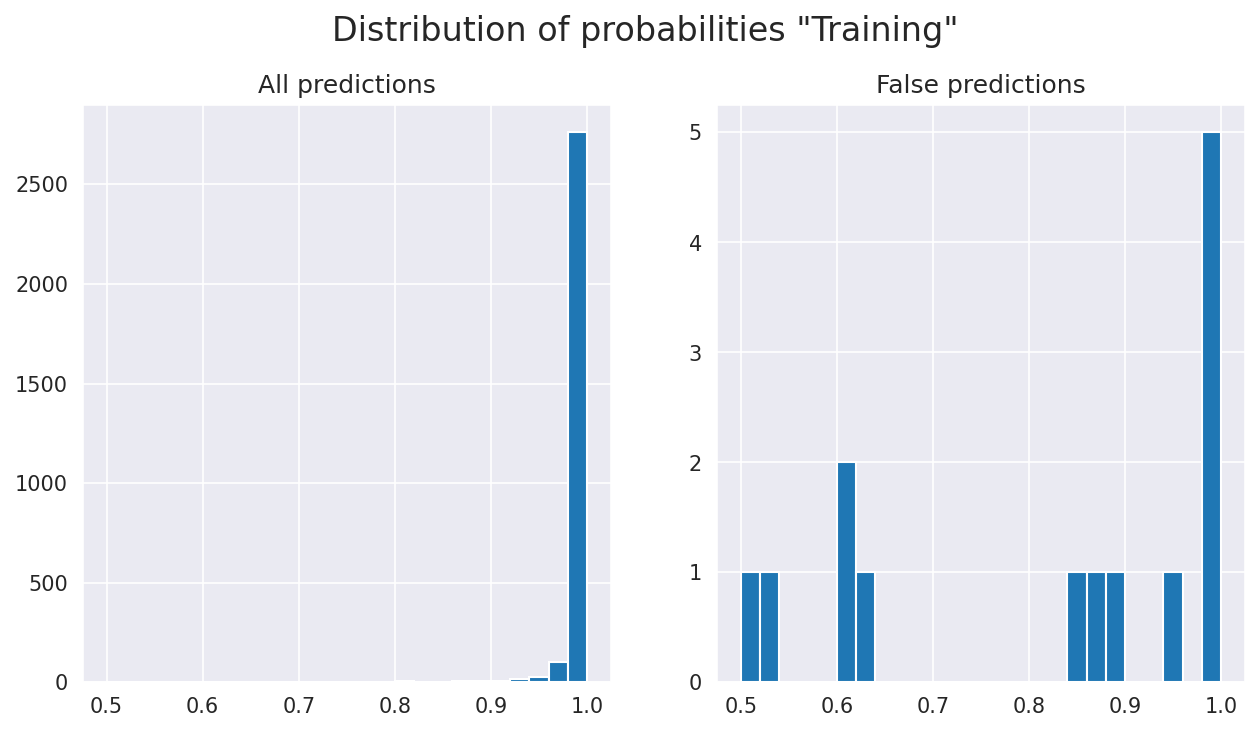 Distribution of probabilities "Training"
All predictions
2500
2000
1500
1000
500
0
0.5 0.6 0.7 0.8 0.9 1.0
False predictions
5
4
3
2
1
0
0.5 0.6 0.7 0.8 0.9 1.0